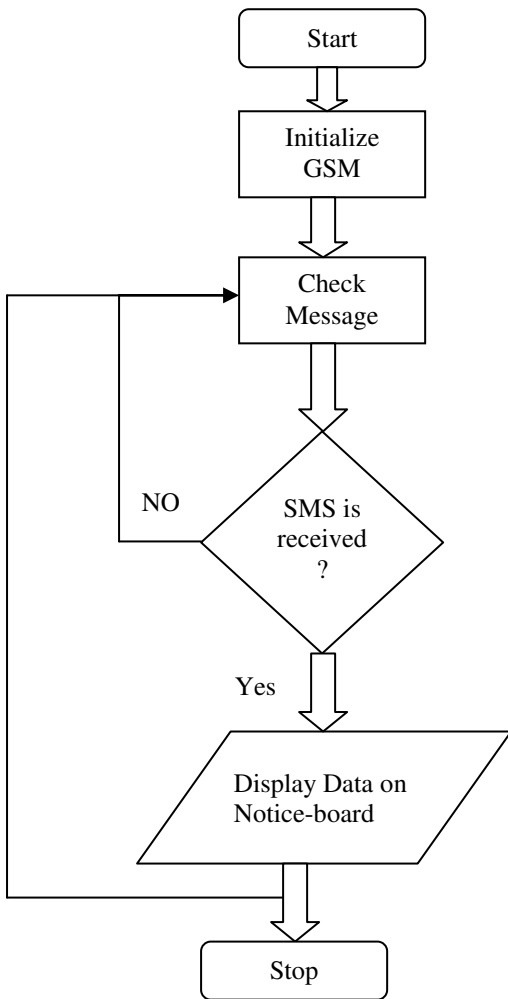 Start
Initialize
GSM
Check
Message
NO
SMS is
received
?
Yes
Display Data on
Notice-board
Stop